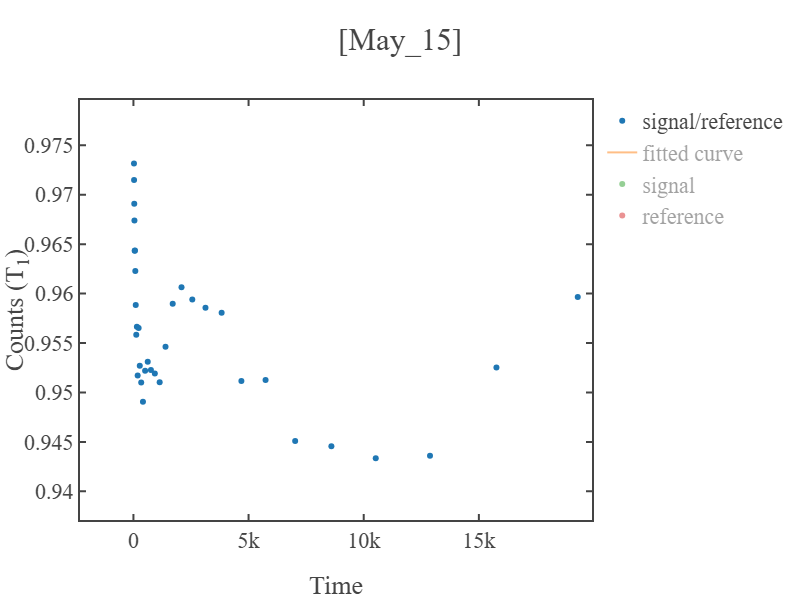 [May_15]
0.975
0.97
0.965
0.96
0.955
0.95
0.945
0.94
Counts (T1)
0
5k
10k
15k
Time
signal/reference
fitted curve
signal
reference